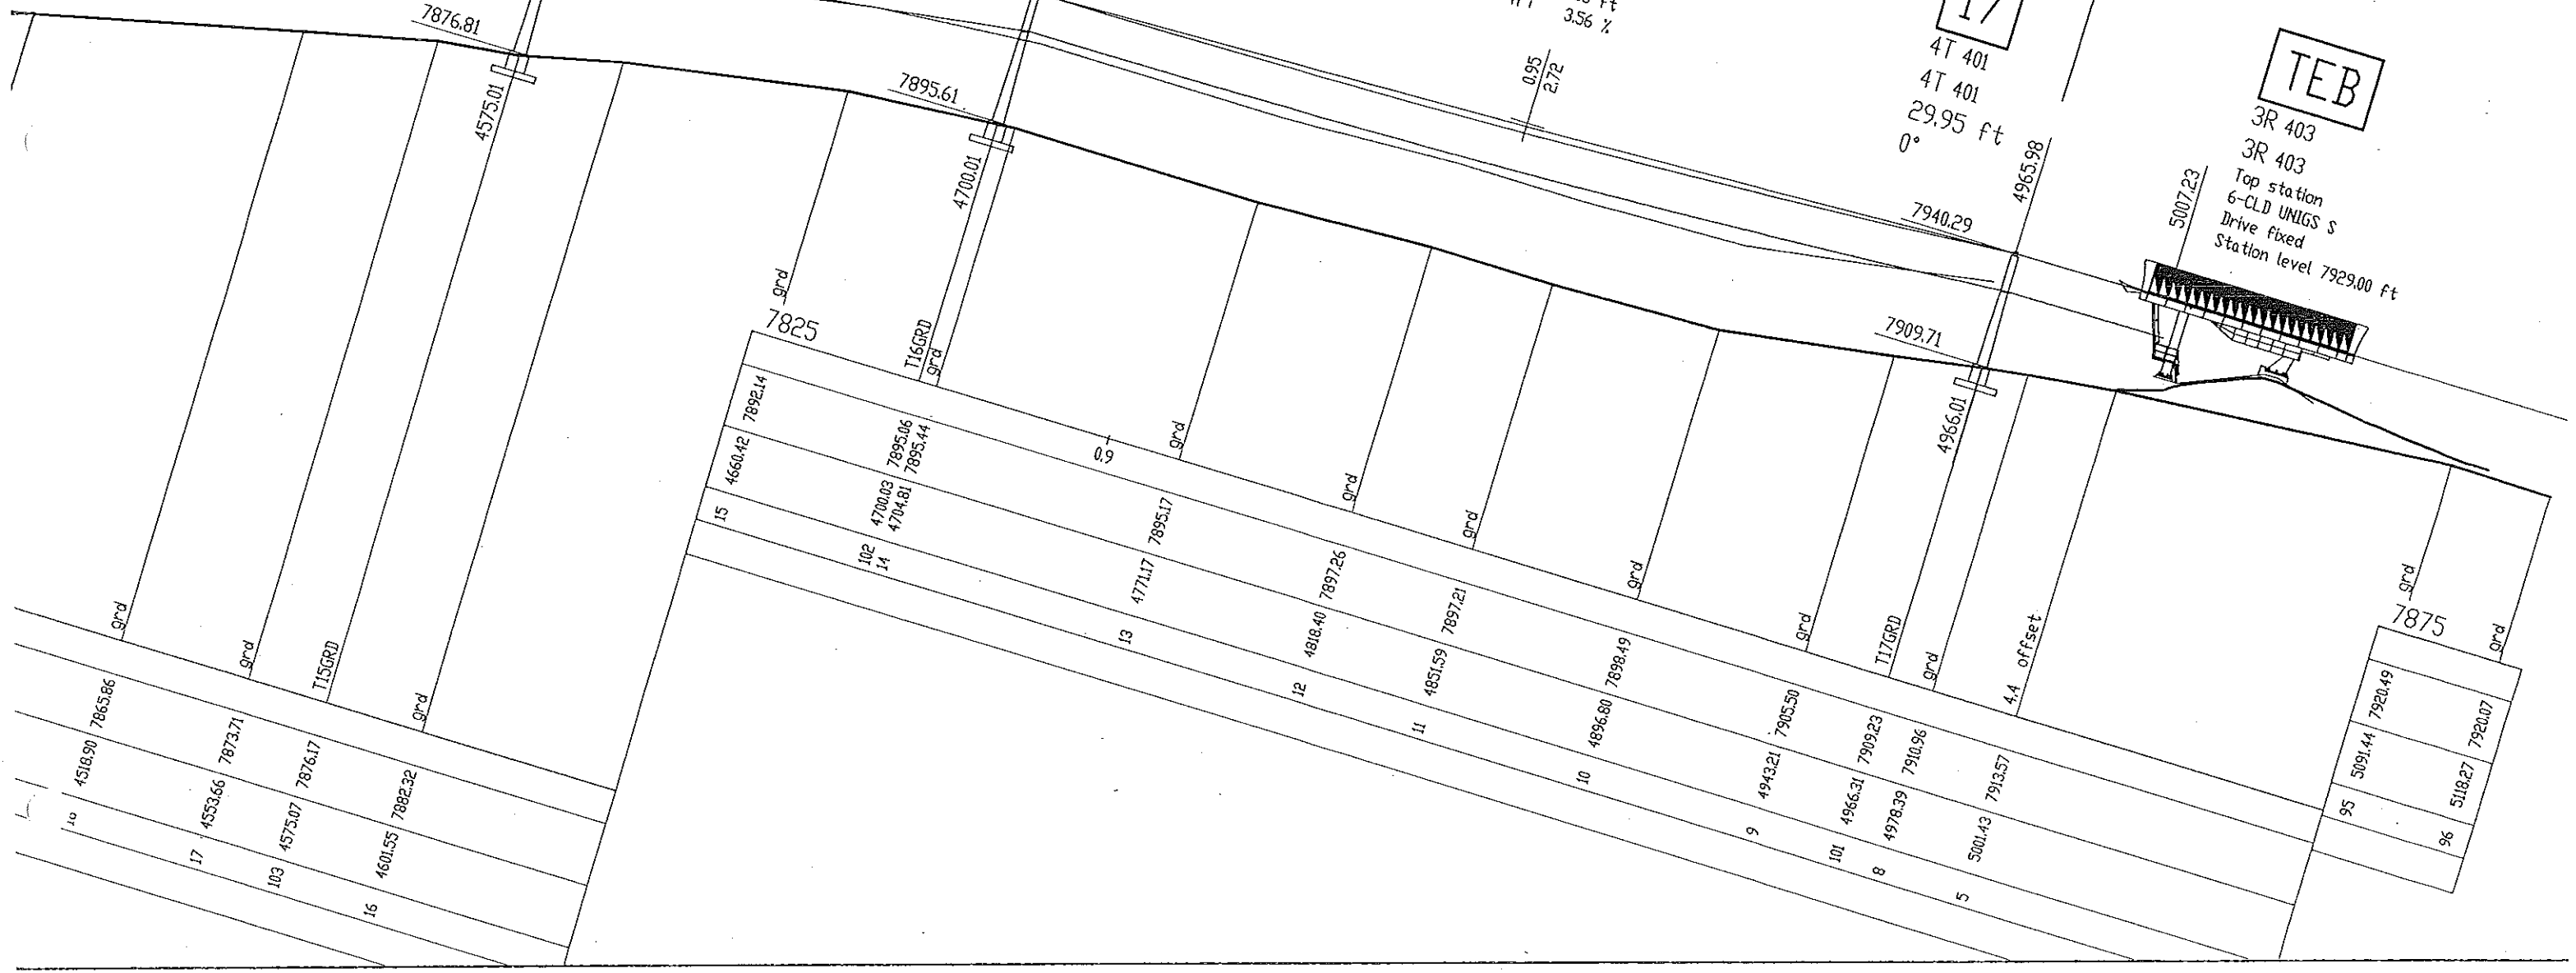 7876.81
4575.01
7895.61
4700.01
3.56 %
0.95
2.72
17
4T 401
4T 401
29.95 ft
0°
4965.98
7940.29
7909.71
4966.01
5007.23
TEB
3R 403
3R 403
Top station
6-CLD UNIGS S
Drive fixed
Station level 7929.00 ft
grd
grd
T15GRD
grd
4518.90 7865.86
4553.66 7873.71
4575.07 7876.17
4601.55 7882.32
17
103
16
grd
7825
T16GRD
grd
0.9
grd
grd
grd
grd
grd
T17GRD
grd
4.4 offset
15 4660.42 7892.14
102 4700.03 7895.06
14 4704.81 7895.44
13 4771.17 7895.17
12 4818.40 7897.26
11 4851.59 7897.21
10 4896.80 7898.49
9 4943.21 7905.50
101 4966.31 7909.23
8 4978.39 7910.96
5 5001.43 7913.57
grd
7875
grd
95 5091.44 7920.49
96 5118.27 7920.07